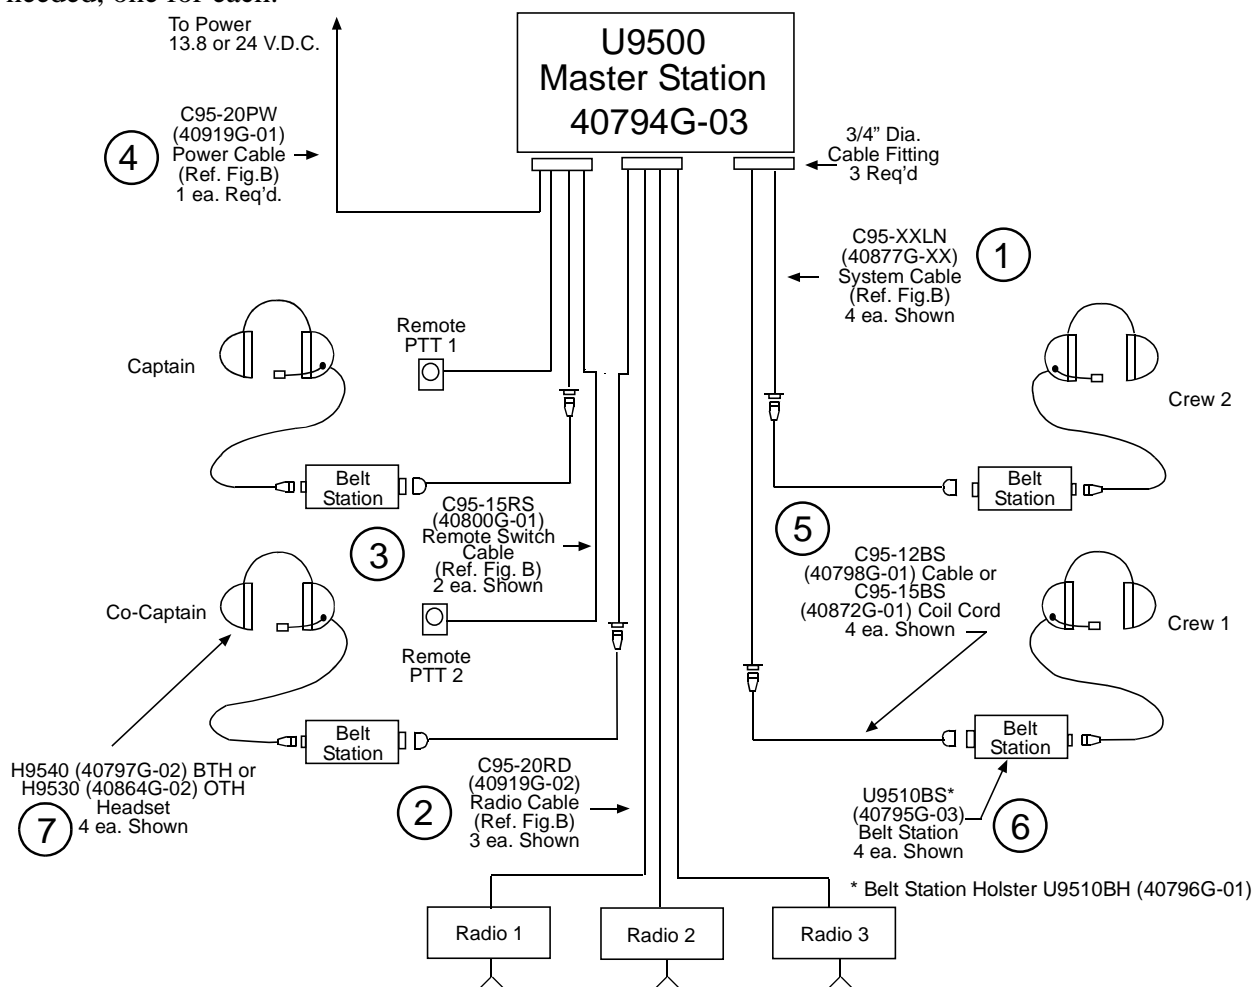 needed, one for each.
To Power
13.8 or 24 V.D.C.
U9500
Master Station
40794G-03
C95-20PW
(40919G-01)
Power Cable
(Ref. Fig.B)
1 ea. Req'd.
4
3/4” Dia.
Cable Fitting
3 Req'd
C95-XXLN
(40877G-XX)
System Cable
(Ref. Fig.B)
4 ea. Shown
1
Captain
Remote
PTT 1
Crew 2
Belt
Station
Belt
Station
C95-15RS
(40800G-01)
Remote Switch
Cable
(Ref. Fig. B)
2 ea. Shown
3
5
C95-12BS
(40798G-01) Cable or
C95-15BS
(40872G-01) Coil Cord
4 ea. Shown
Co-Captain
Remote
PTT 2
Crew 1
Belt
Station
Belt
Station
H9540 (40797G-02) BTH or
H9530 (40864G-02) OTH
Headset
4 ea. Shown
7
2
C95-20RD
(40919G-02)
Radio Cable
(Ref. Fig.B)
3 ea. Shown
U9510BS*
(40795G-03)
Belt Station
4 ea. Shown
6
* Belt Station Holster U9510BH (40796G-01)
Radio 1
Radio 2
Radio 3